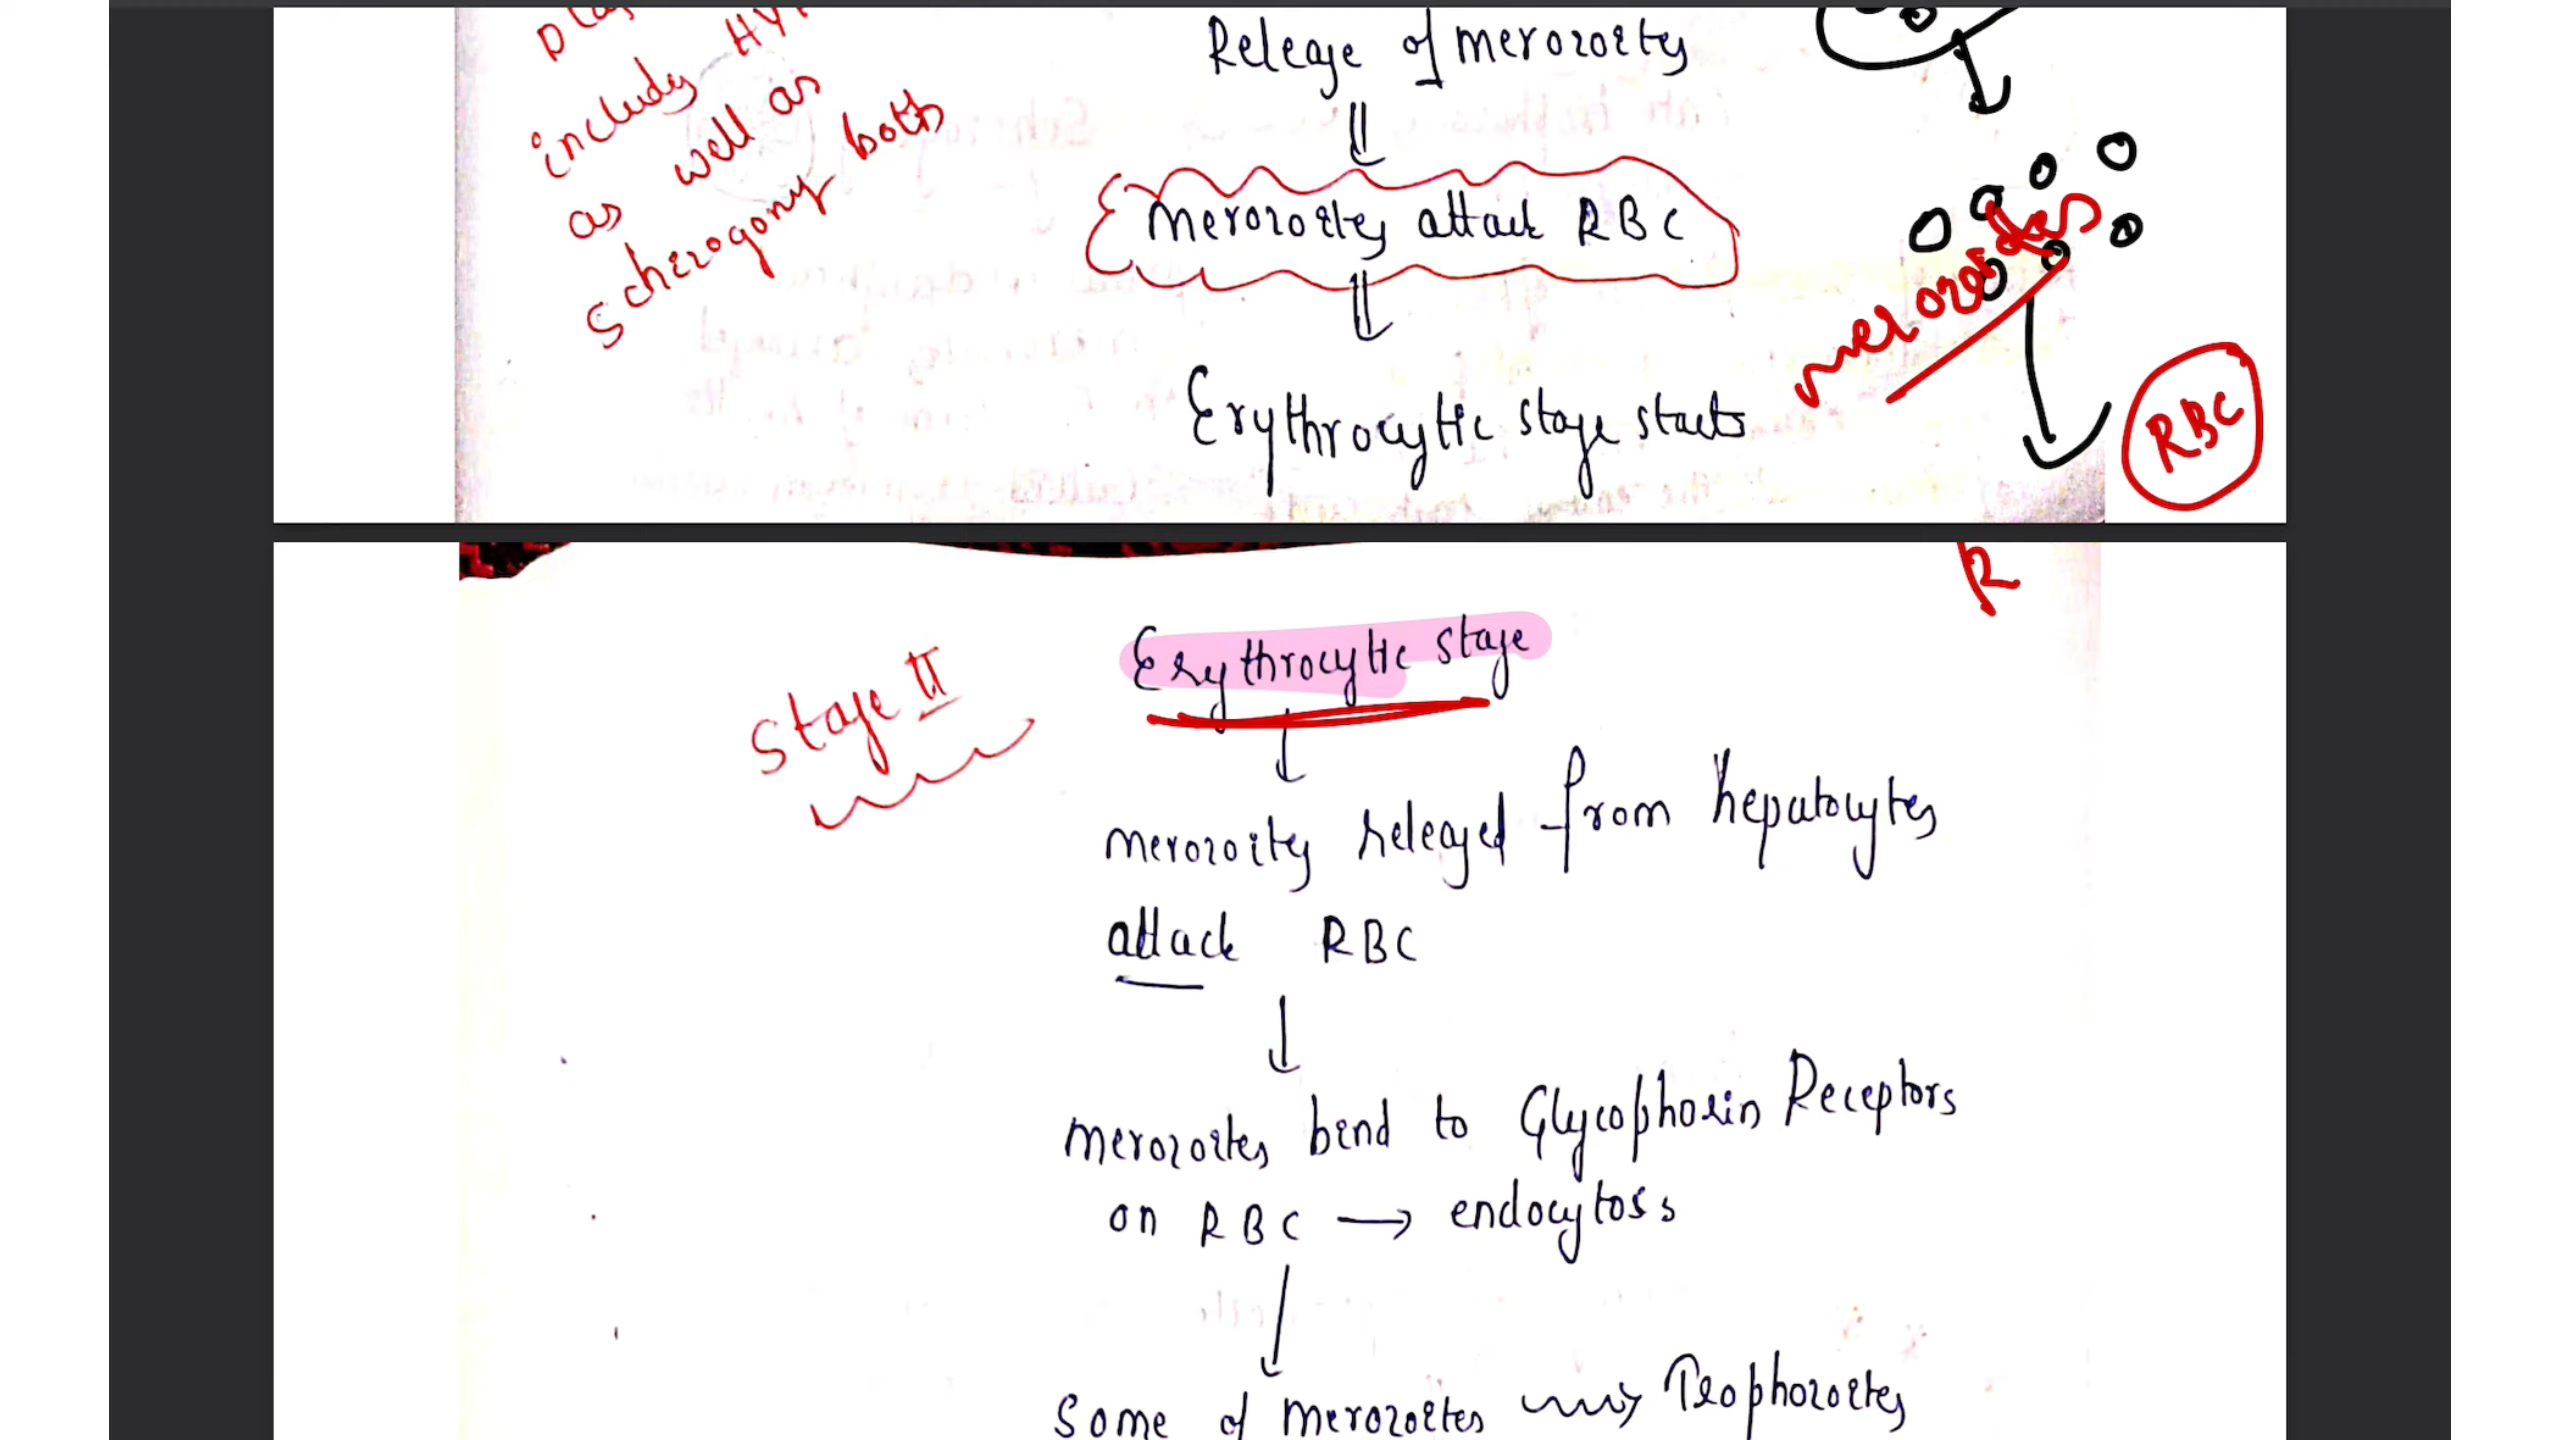 Release of merozoites
include HY
as well as
schizogony both
merozoites attack RBC
merozoites
Erythrocytic stage starts
RBC
R
Stage II
Erythrocytic stage
merozoites released from hepatocytes
attack RBC
merozoites bind to Glycophorin Receptors
on RBC → endocytoss
Some of merozoites → Trophozoites